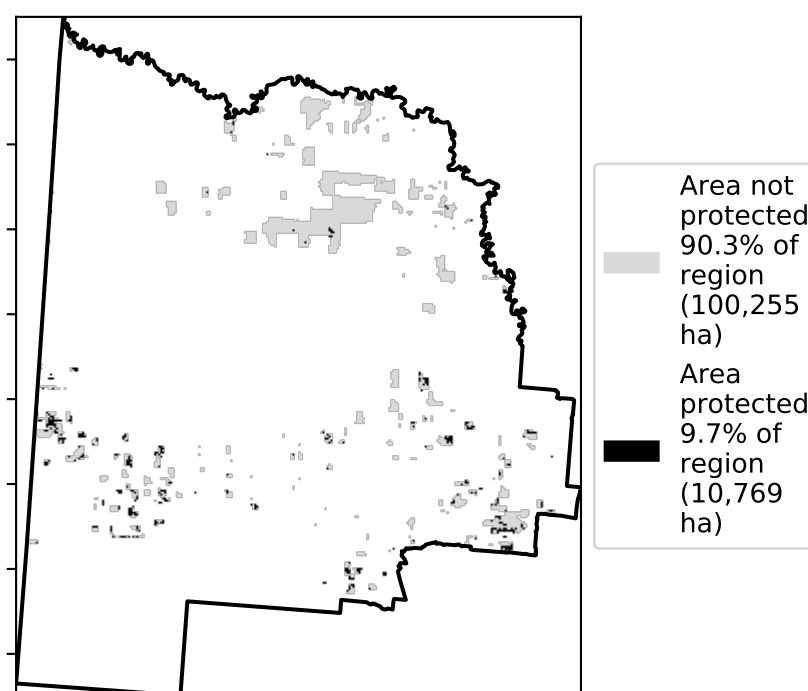 Area not
protected
90.3% of
region
(100,255
ha)
Area
protected
9.7% of
region
(10,769
ha)